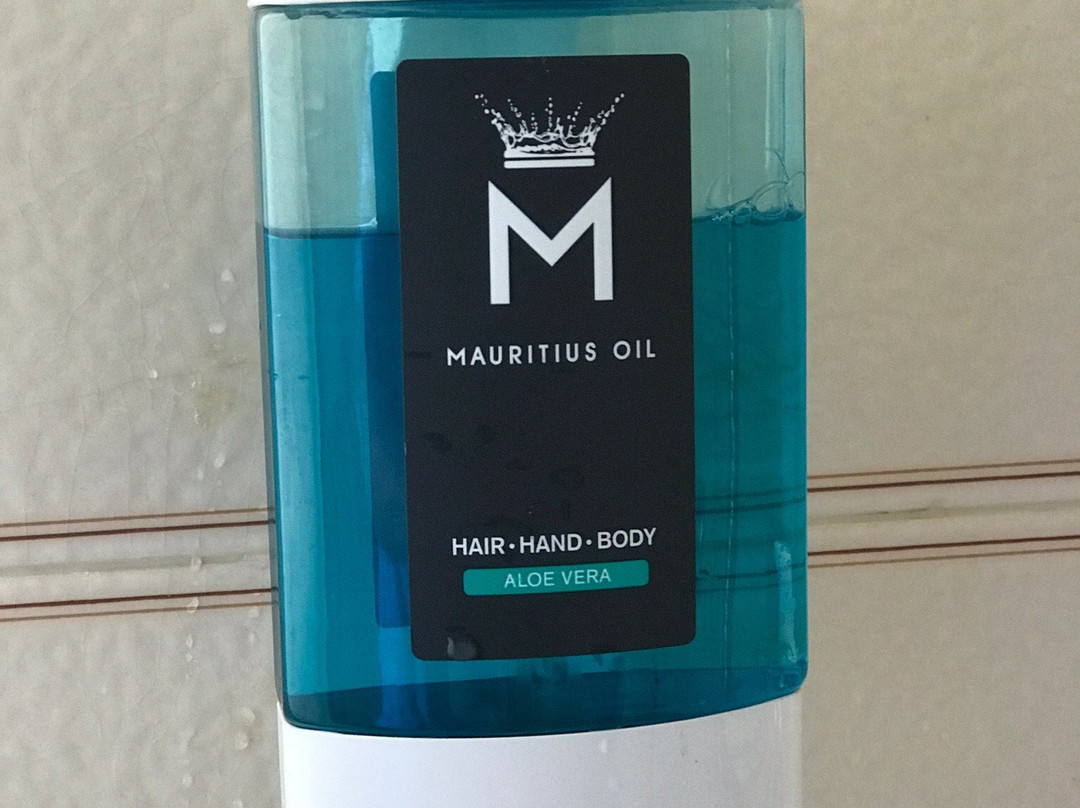 M
MAURITIUS OIL
HAIR·HAND·BODY
ALOE VERA